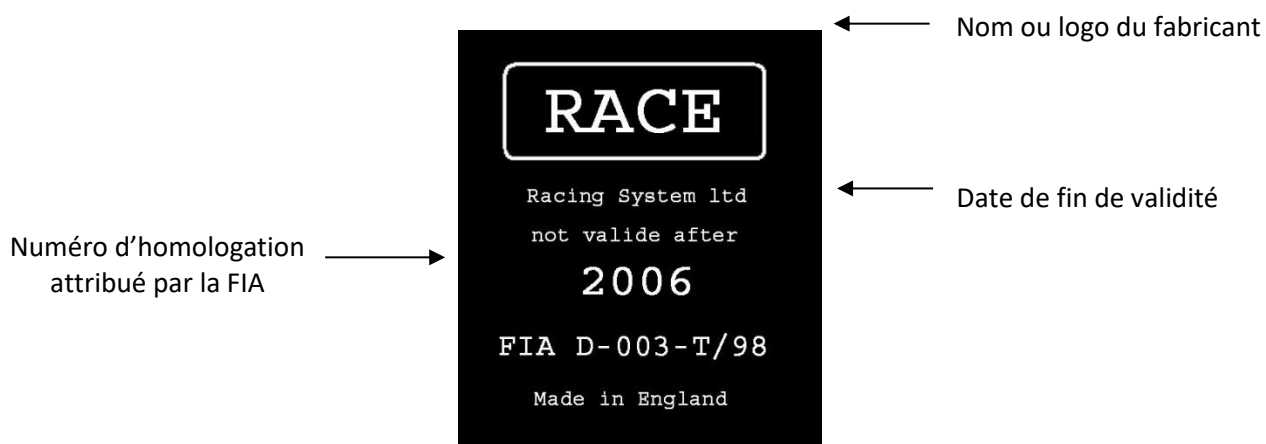 Nom ou logo du fabricant
RACE
Racing System ltd
Date de fin de validité
not valide after
Numéro d’homologation
attribué par la FIA
2006
FIA D-003-T/98
Made in England